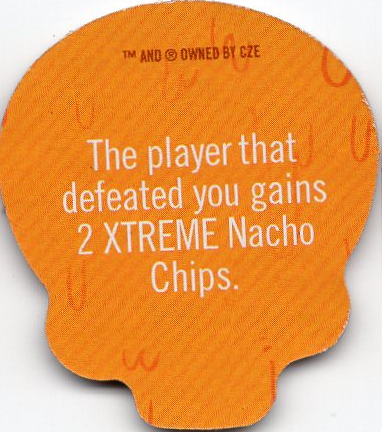 ™ AND ® OWNED BY CZE
The player that
defeated you gains
2 XTREME Nacho
Chips.